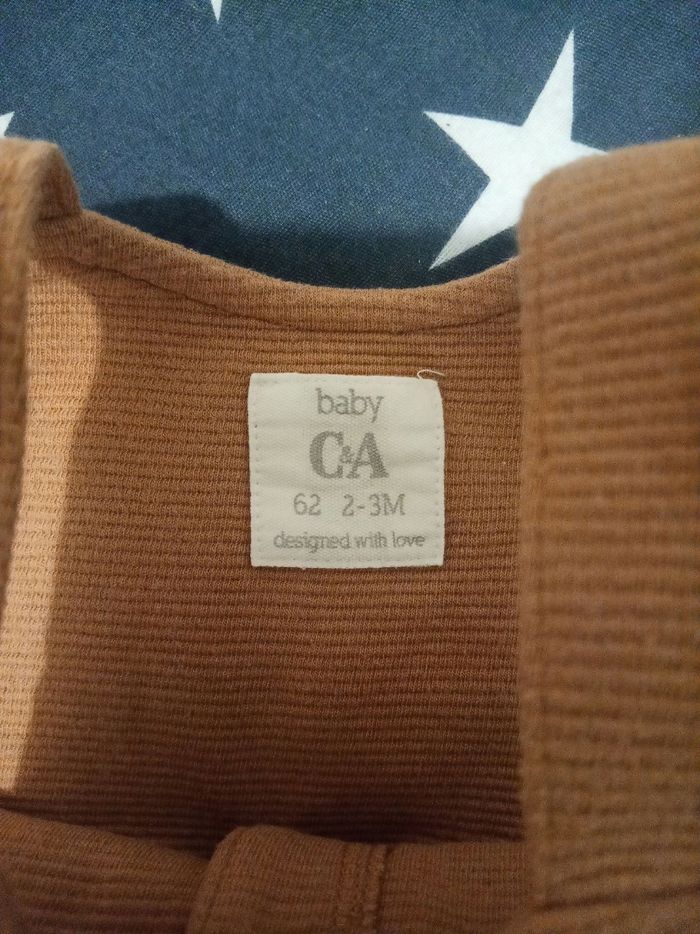 baby
C&A
62 2-3M
designed with love